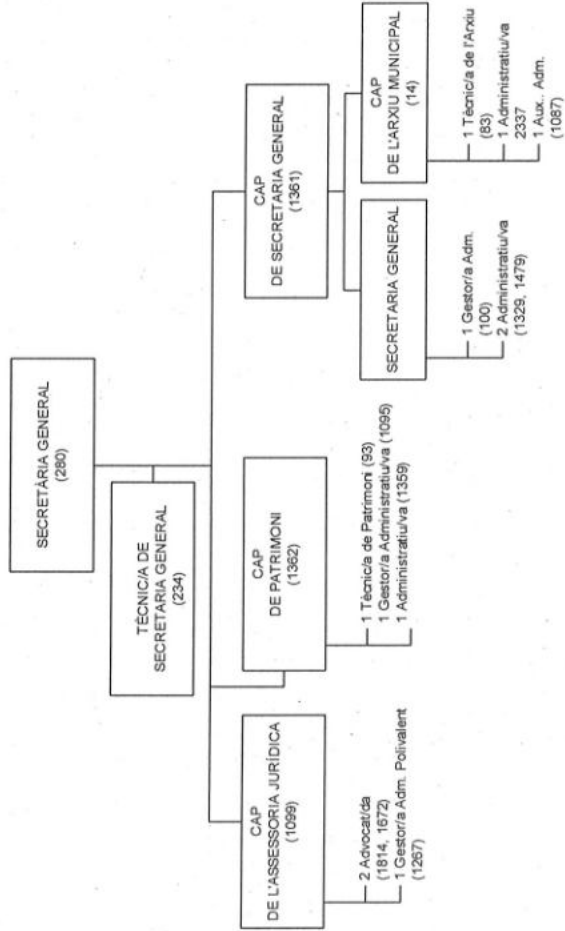 SECRETÀRIA GENERAL
(280)
TÈCNIC/A DE
SECRETARIA GENERAL
(234)
CAP
DE L'ASSESSORIA JURÍDICA
(1099)
2 Advocat/da
(1814, 1672)
1 Gestor/a Adm. Polivalent
(1267)
CAP
DE PATRIMONI
(1362)
1 Tècnic/a de Patrimoni (93)
1 Gestor/a Administratiu/va (1095)
1 Administratiu/va (1359)
CAP
DE SECRETARIA GENERAL
(1361)
SECRETARIA GENERAL
1 Gestor/a Adm.
(100)
2 Administratiu/va
(1329, 1479)
CAP
DE L'ARXIU MUNICIPAL
(14)
1 Tècnic/a de l'Arxiu
(83)
1 Administratiu/va
2337
1 Aux.. Adm.
(1087)